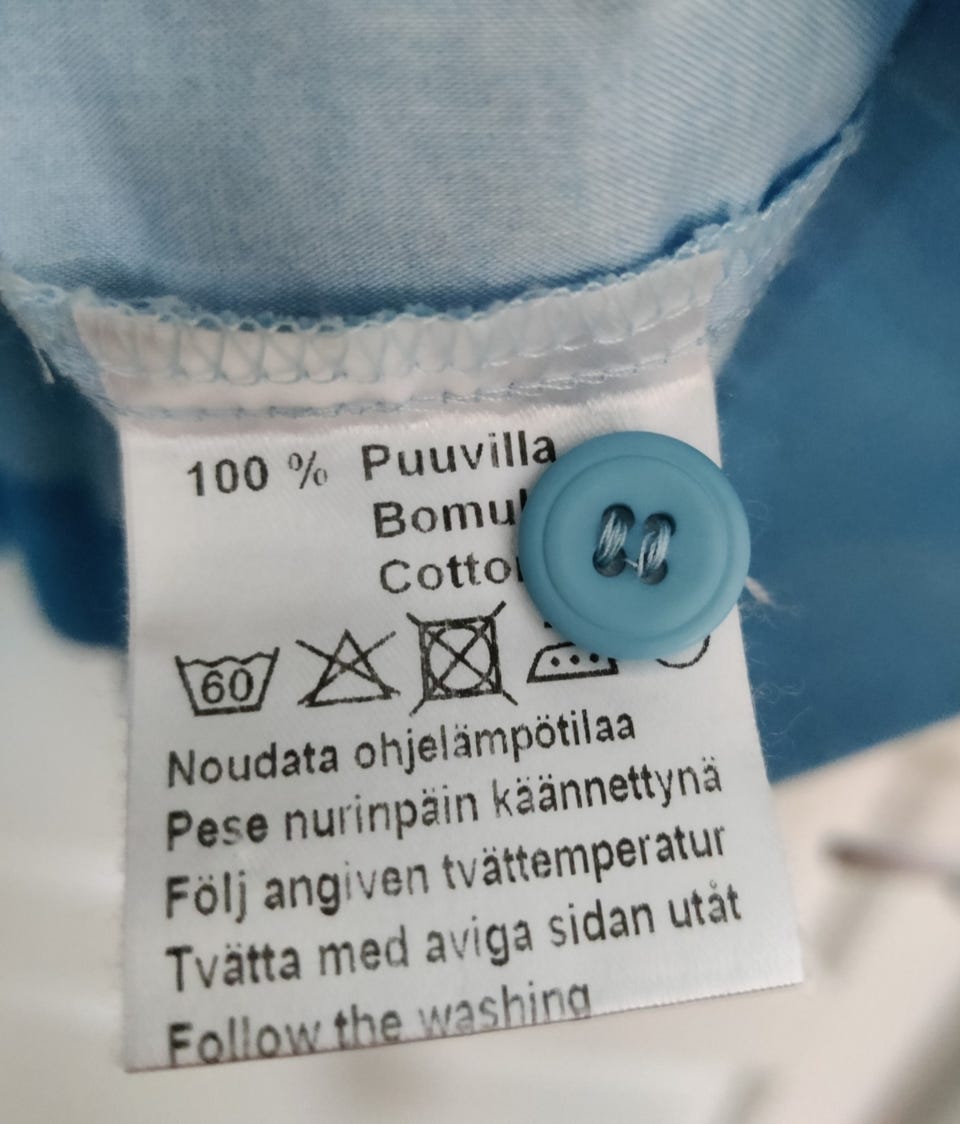 100 % Puuvilla
60
Noudata ohjelämpötilaa
Pese nurinpäin käännettynä
Följ angiven tvättemperatur
Tvätta med aviga sidan utåt
Follow the washing